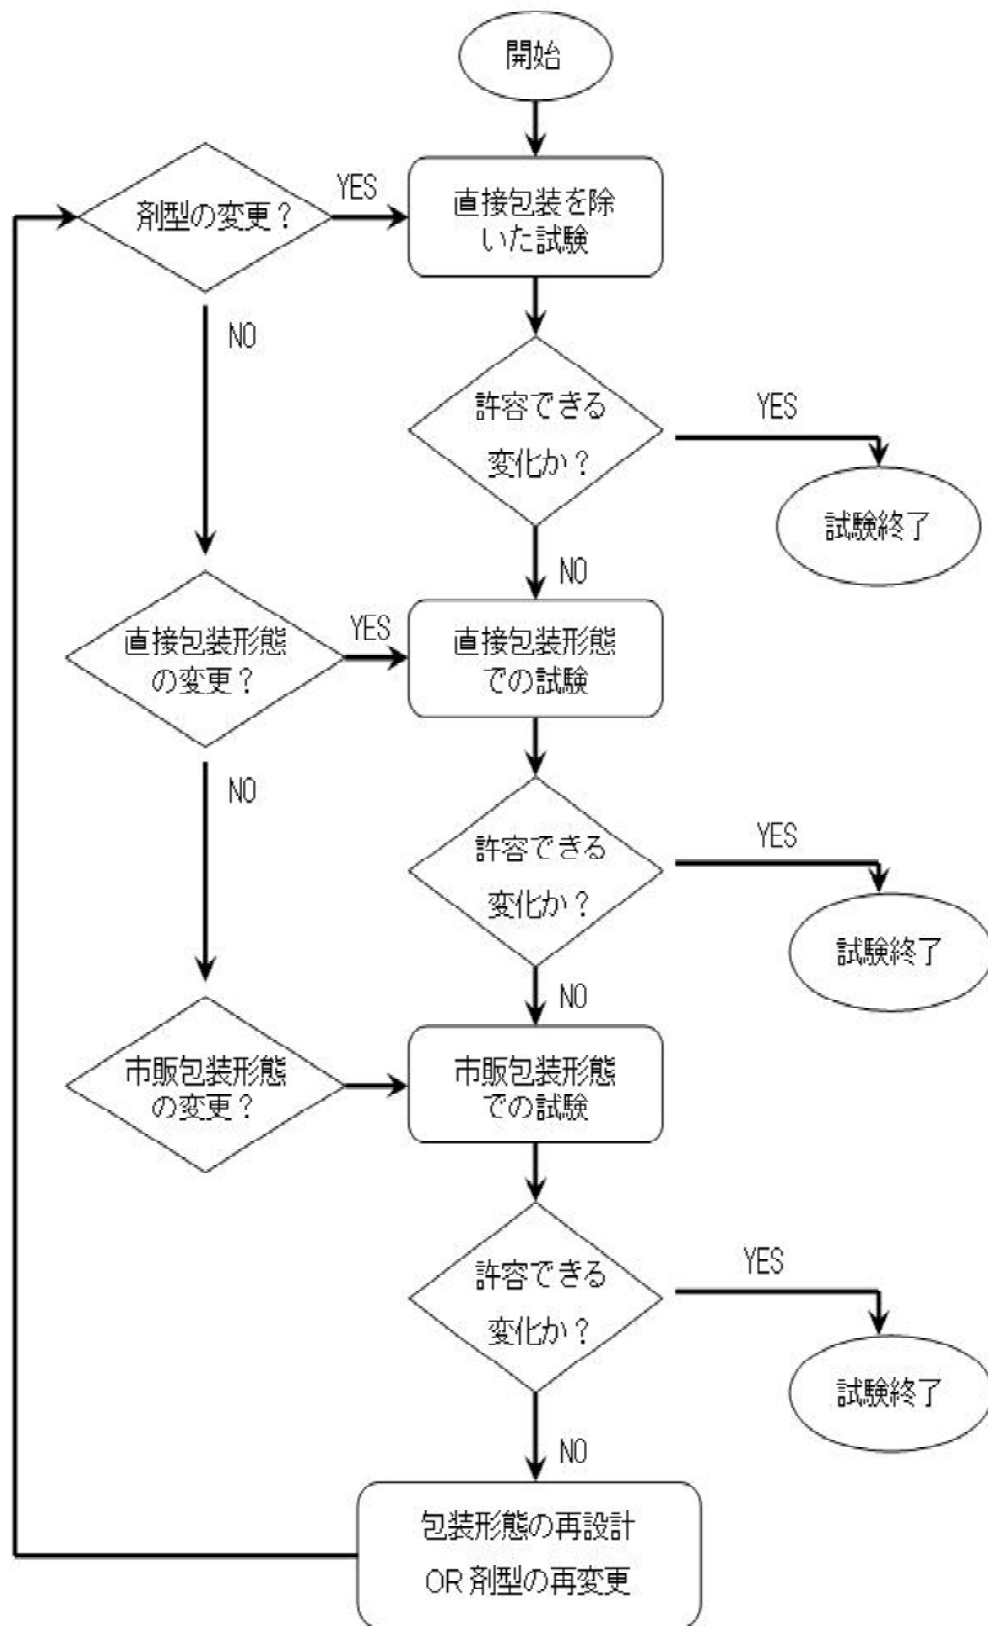 開始
剤型の変更？
YES
直接包装を除
いた試験
NO
許容できる
変化か？
YES
試験終了
NO
直接包装形態
の変更？
YES
直接包装形態
での試験
NO
許容できる
変化か？
YES
試験終了
NO
市販包装形態
の変更？
市販包装形態
での試験
許容できる
変化か？
YES
試験終了
NO
包装形態の再設計
OR 剤型の再変更